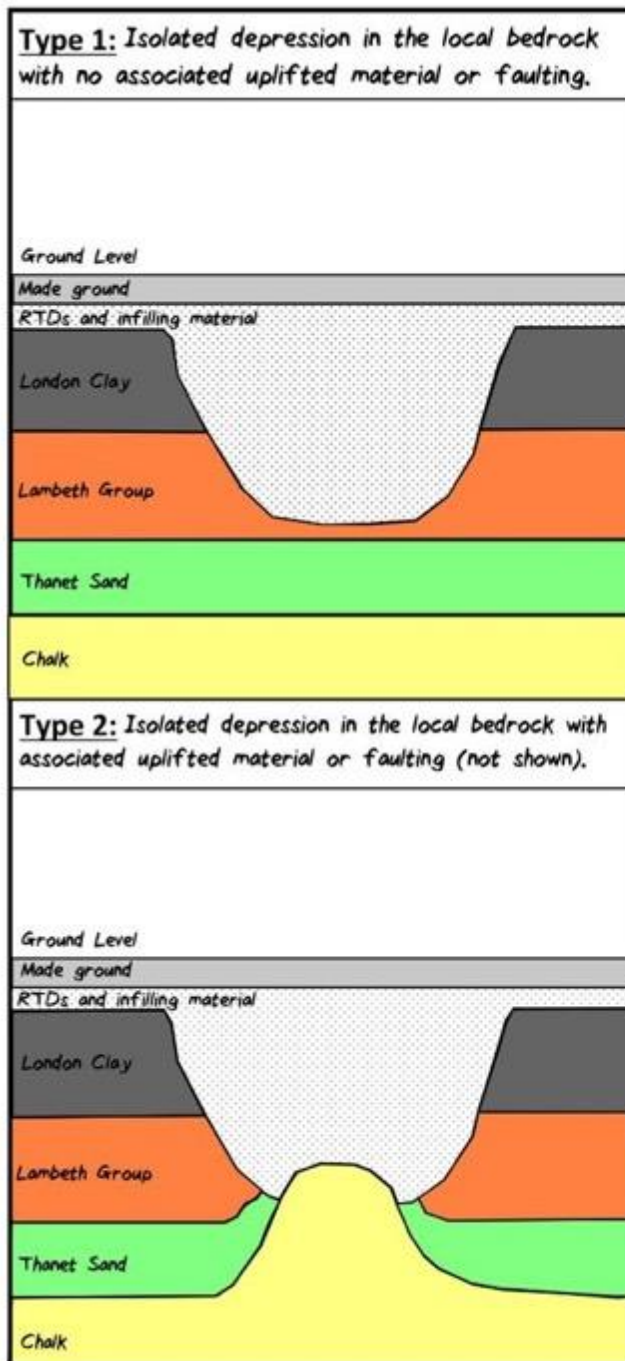 Type 1: Isolated depression in the local bedrock
with no associated uplifted material or faulting.
Ground Level
Made ground
RTDs and infilling material
London Clay
Lambeth Group
Thanet Sand
Chalk
Type 2: Isolated depression in the local bedrock with
associated uplifted material or faulting (not shown).
Ground Level
Made ground
RTDs and infilling material
London Clay
Lambeth Group
Thanet Sand
Chalk